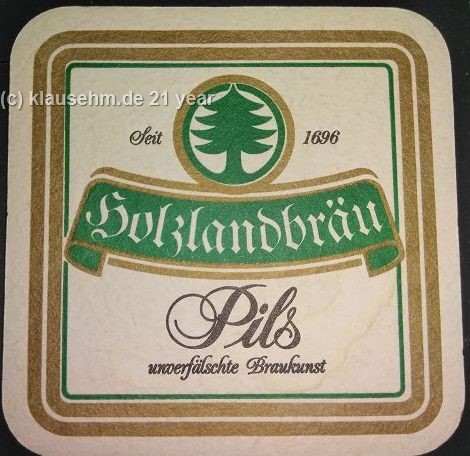 (c) klausehm.de 21 year
Seit 1696
Holzlandbräu
Pils
unverfälschte Braukunst